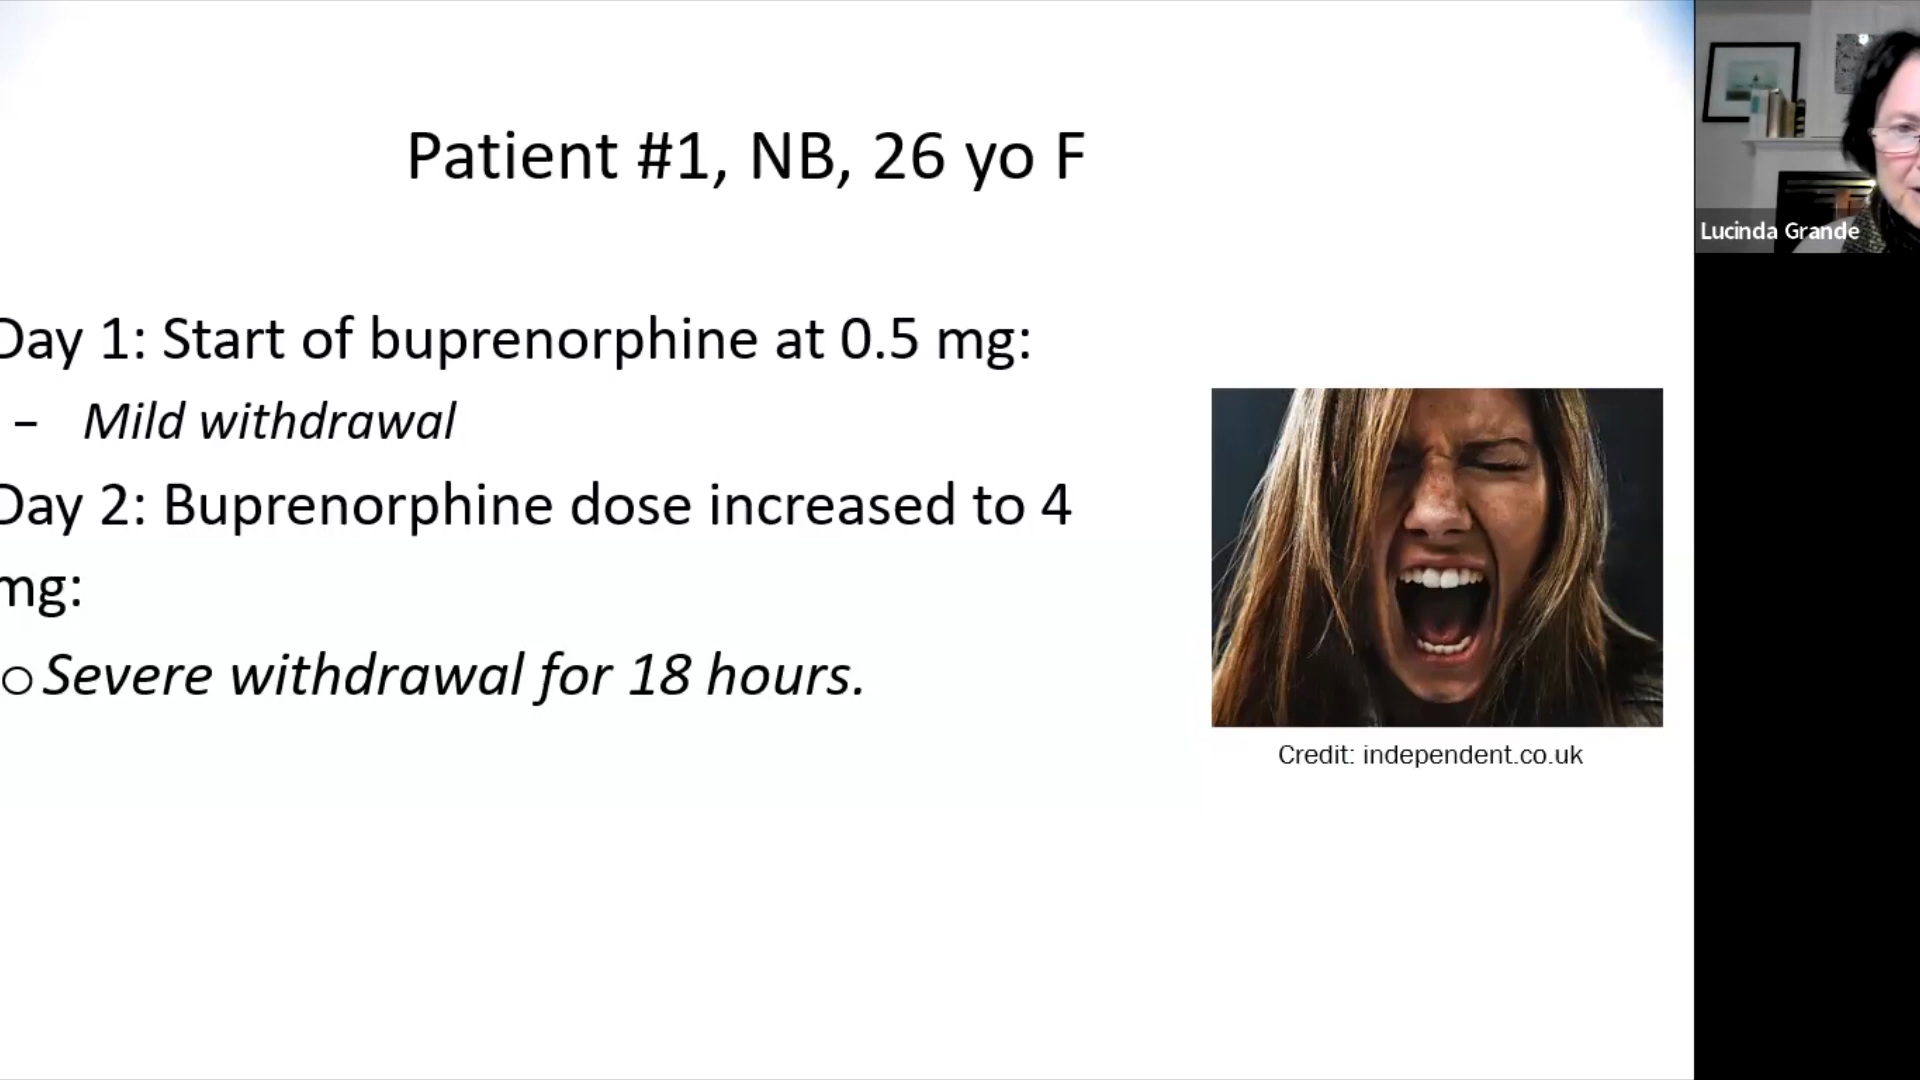 Patient #1, NB, 26 yo F
Day 1: Start of buprenorphine at 0.5 mg:
– Mild withdrawal
Day 2: Buprenorphine dose increased to 4
mg:
o Severe withdrawal for 18 hours.
Credit: independent.co.uk
Lucinda Grande